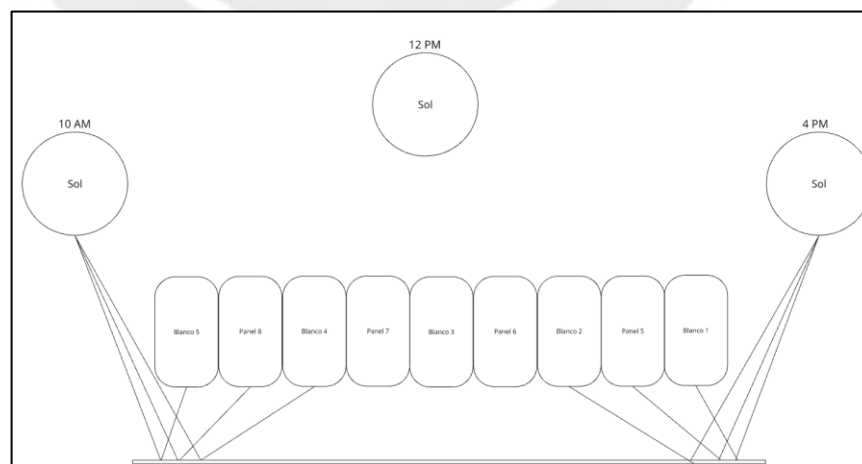 12 PM
Sol
10 AM
Sol
4 PM
Sol
Blanco 5
Panel 8
Blanco 4
Panel 7
Blanco 3
Panel 6
Blanco 2
Panel 5
Blanco 1